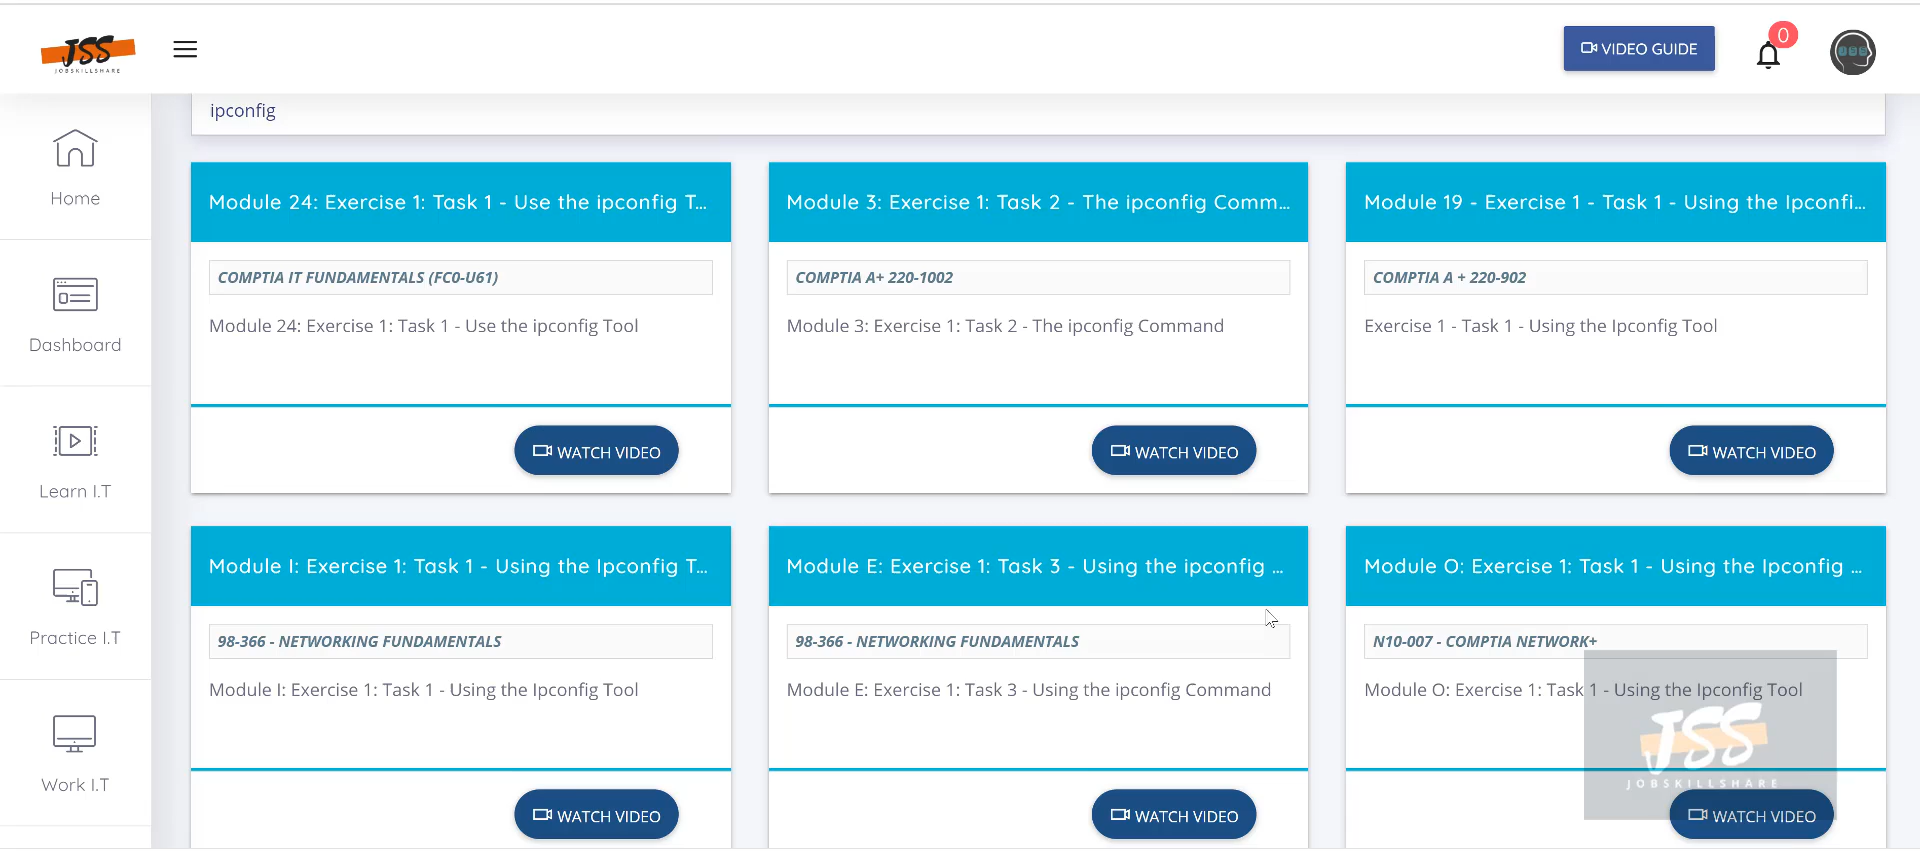 JSS
JOBSKILLSHARE
VIDEO GUIDE
0
JSS
ipconfig
Home
Dashboard
Learn I.T
Practice I.T
Work I.T
Module 24: Exercise 1: Task 1 - Use the ipconfig T...
COMPTIA IT FUNDAMENTALS (FC0-U61)
Module 24: Exercise 1: Task 1 - Use the ipconfig Tool
WATCH VIDEO
Module 3: Exercise 1: Task 2 - The ipconfig Comm...
COMPTIA A+ 220-1002
Module 3: Exercise 1: Task 2 - The ipconfig Command
WATCH VIDEO
Module 19 - Exercise 1 - Task 1 - Using the Ipconfi...
COMPTIA A + 220-902
Exercise 1 - Task 1 - Using the Ipconfig Tool
WATCH VIDEO
Module I: Exercise 1: Task 1 - Using the Ipconfig T...
98-366 - NETWORKING FUNDAMENTALS
Module I: Exercise 1: Task 1 - Using the Ipconfig Tool
WATCH VIDEO
Module E: Exercise 1: Task 3 - Using the ipconfig ...
98-366 - NETWORKING FUNDAMENTALS
Module E: Exercise 1: Task 3 - Using the ipconfig Command
WATCH VIDEO
Module O: Exercise 1: Task 1 - Using the Ipconfig ...
N10-007 - COMPTIA NETWORK+
Module O: Exercise 1: Task 1 - Using the Ipconfig Tool
JSS
JOBSKILLSHARE
WATCH VIDEO